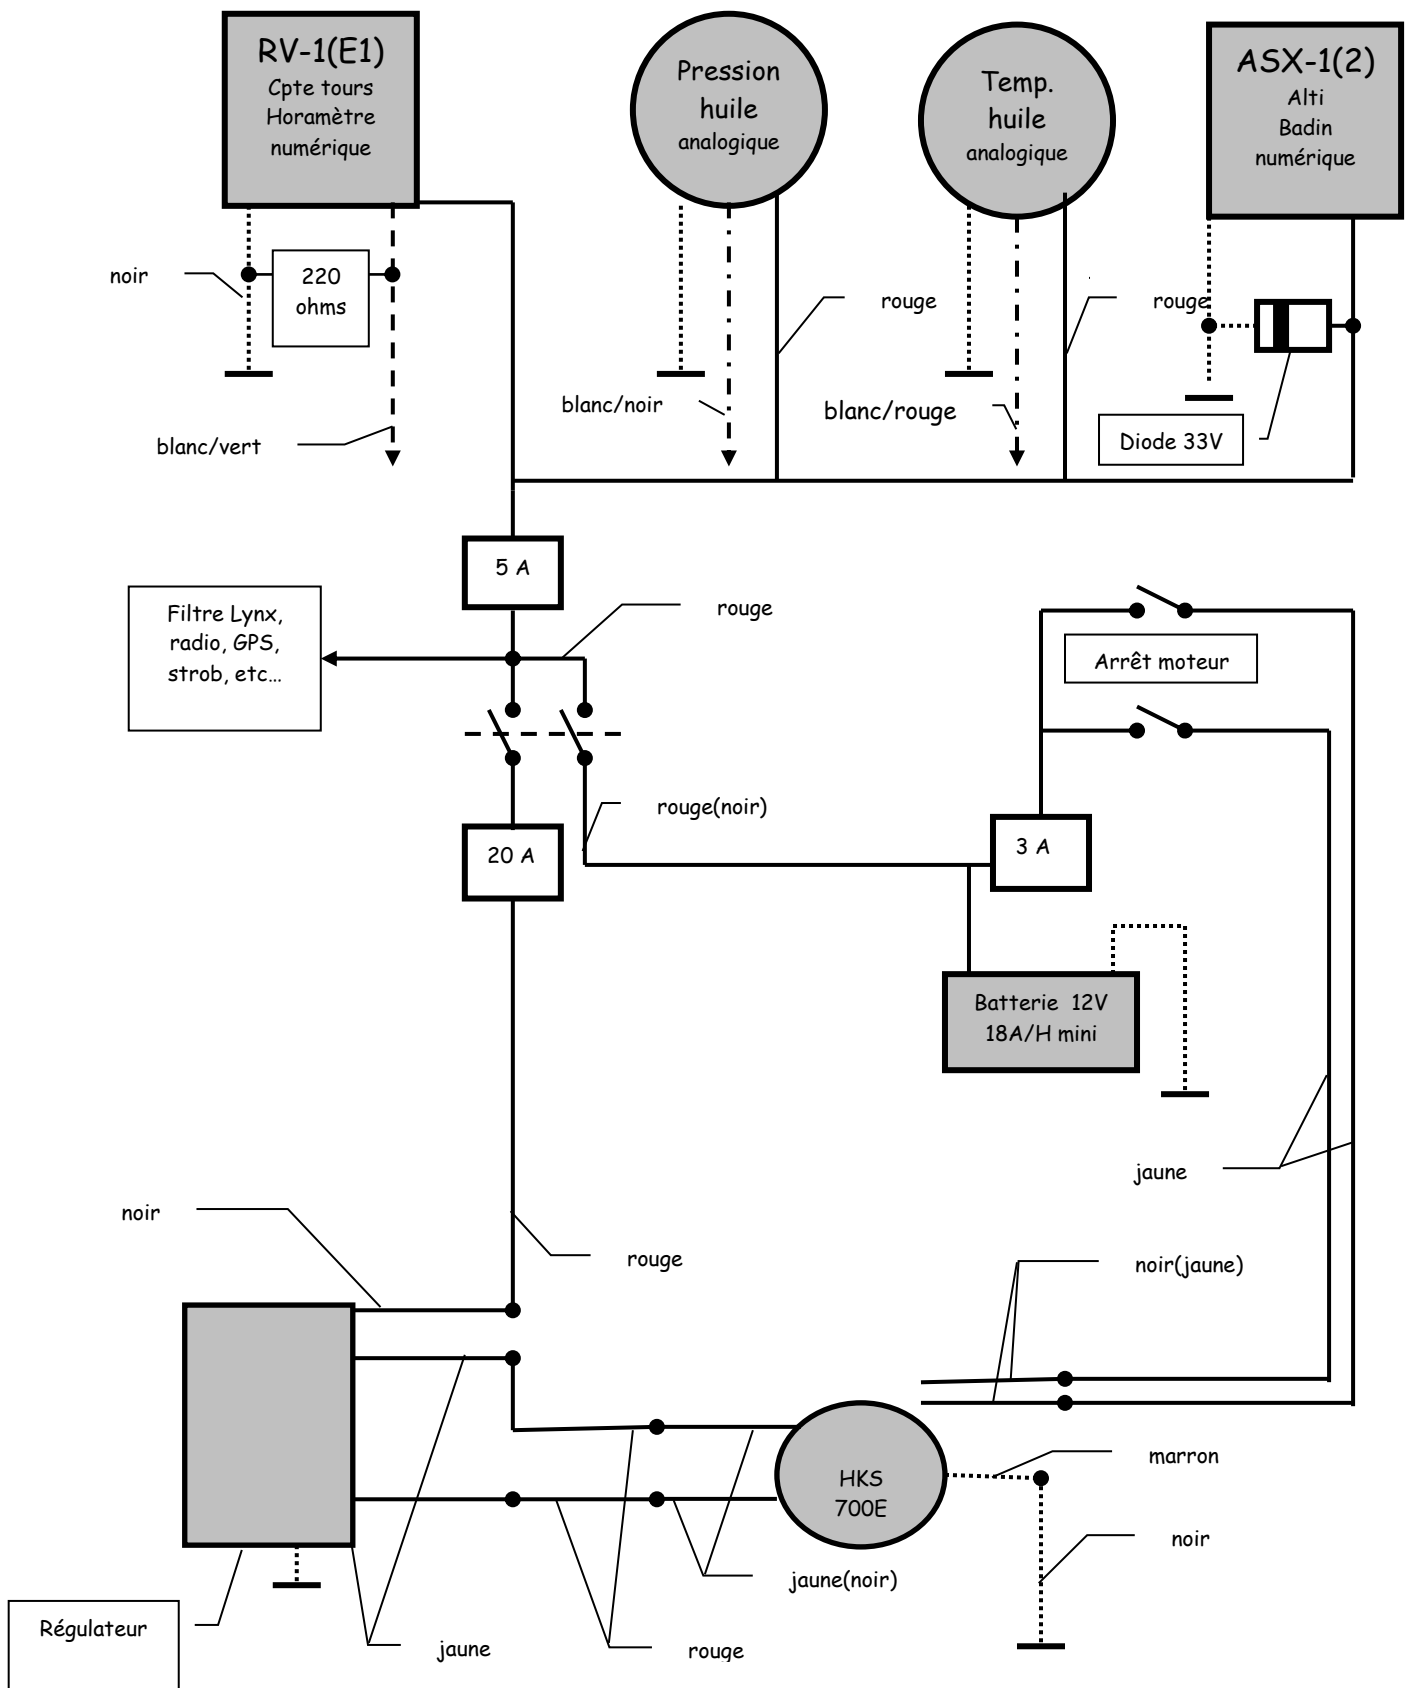 RV-1(E1)
Cpte tours
Horamètre
numérique
Pression
huile
analogique
Temp.
huile
analogique
ASX-1(2)
Alti
Badin
numérique
noir
220
ohms
rouge
rouge
blanc/noir
blanc/rouge
blanc/vert
Diode 33V
5 A
Filtre Lynx,
radio, GPS,
strob, etc…
rouge
Arrêt moteur
rouge(noir)
20 A
3 A
Batterie 12V
18A/H mini
jaune
noir
rouge
noir(jaune)
HKS
700E
marron
noir
jaune(noir)
Régulateur
jaune
rouge